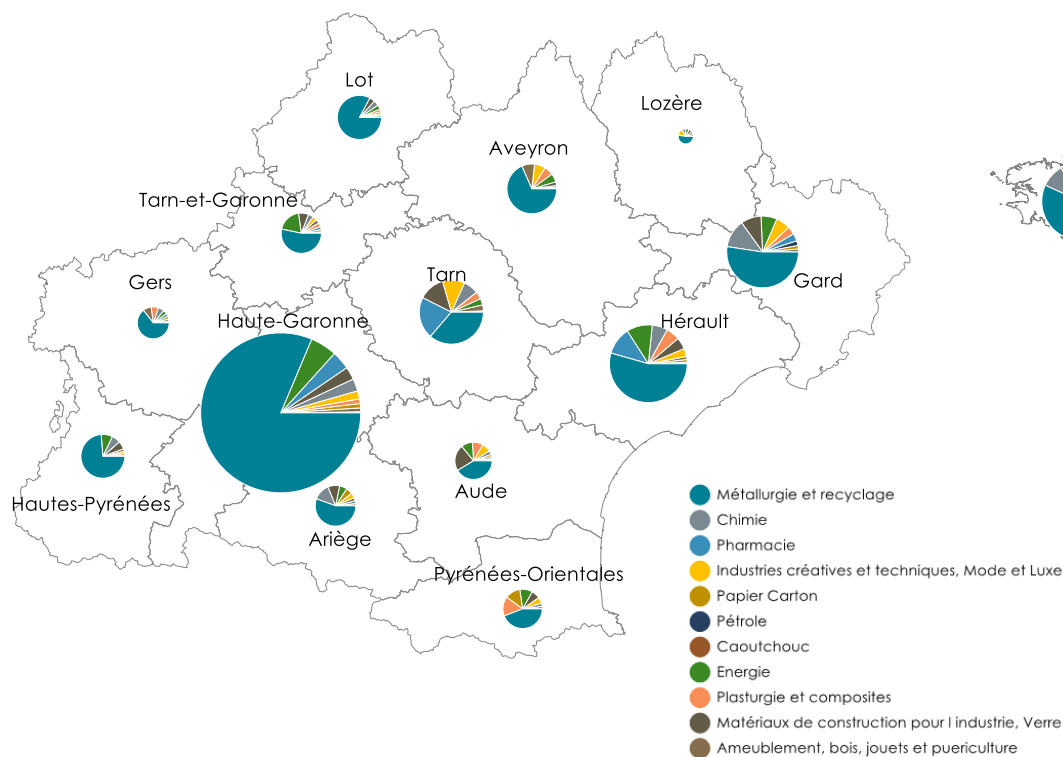 Lot
Lozère
Aveyron
Tarn-et-Garonne
Tarn
Gers
Gard
Haute-Garonne
Hérault
Aude
Hautes-Pyrénées
Ariège
Pyrénées-Orientales
Métallurgie et recyclage
Chimie
Pharmacie
Industries créatives et techniques, Mode et Luxe
Papier Carton
Pétrole
Caoutchouc
Energie
Plasturgie et composites
Matériaux de construction pour l industrie, Verre
Ameublement, bois, jouets et puericulture